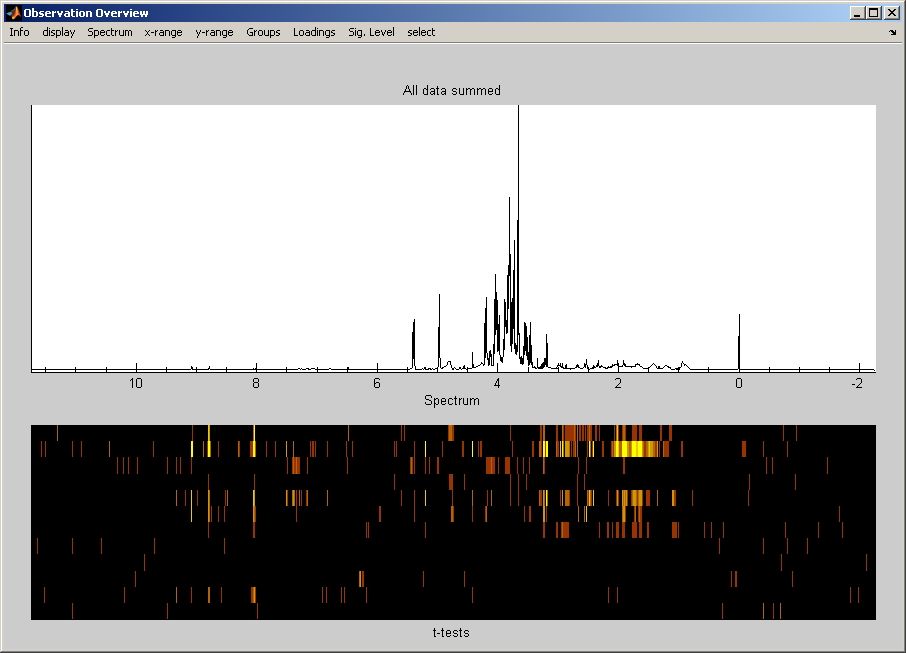 Observation Overview
Info display Spectrum x-range y-range Groups Loadings Sig. Level select
All data summed
10 8 6 4 2 0 -2
Spectrum
t-tests